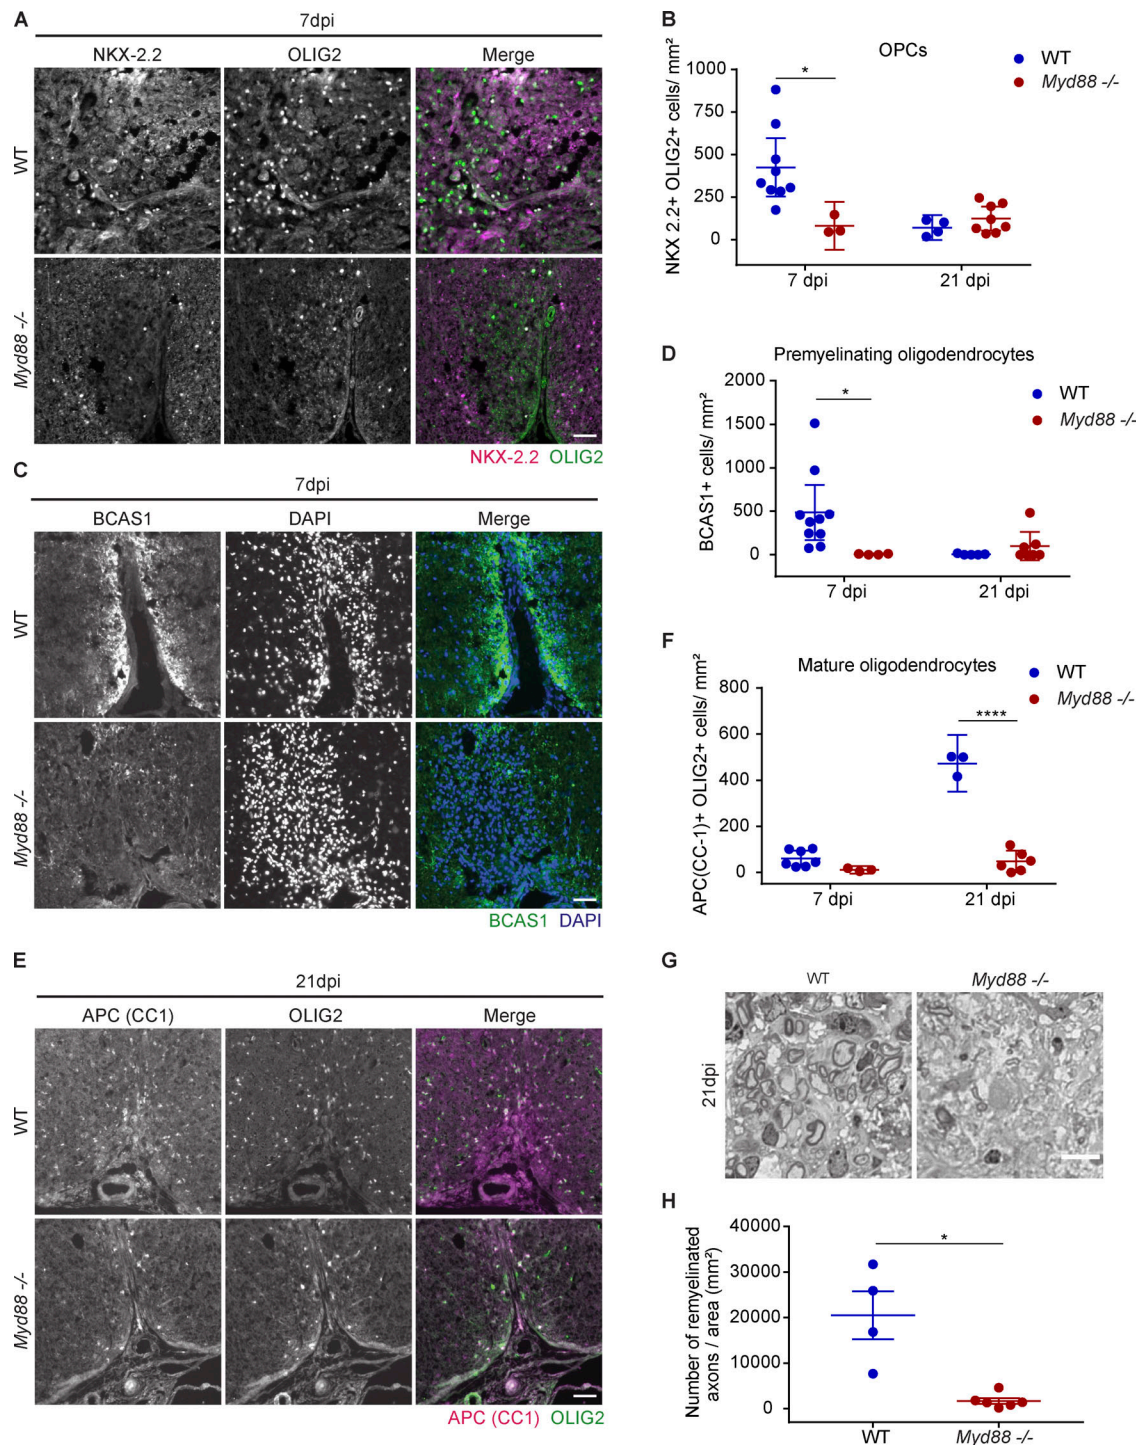 A
7dpi
NKX-2.2 OLIG2 Merge
WT
Myd88 -/-
NKX-2.2 OLIG2
B
OPCs
WT
Myd88 -/-
NKX 2.2+ OLIG2+ cells/ mm²
1000
750
500
250
0
*
7 dpi 21 dpi
C
7dpi
BCAS1 DAPI Merge
WT
Myd88 -/-
BCAS1 DAPI
D
Premyelinating oligodendrocytes
WT
Myd88 -/-
BCAS1+ cells/ mm²
2000
1500
1000
500
0
*
7 dpi 21 dpi
E
21dpi
APC (CC1) OLIG2 Merge
WT
Myd88 -/-
APC (CC1) OLIG2
F
Mature oligodendrocytes
WT
Myd88 -/-
APC(CC-1)+ OLIG2+ cells/ mm²
800
600
400
200
0
****
7 dpi 21 dpi
G
WT Myd88 -/-
21dpi
H
Number of remyelinated
axons / area (mm²)
40000
30000
20000
10000
0
*
WT Myd88 -/-